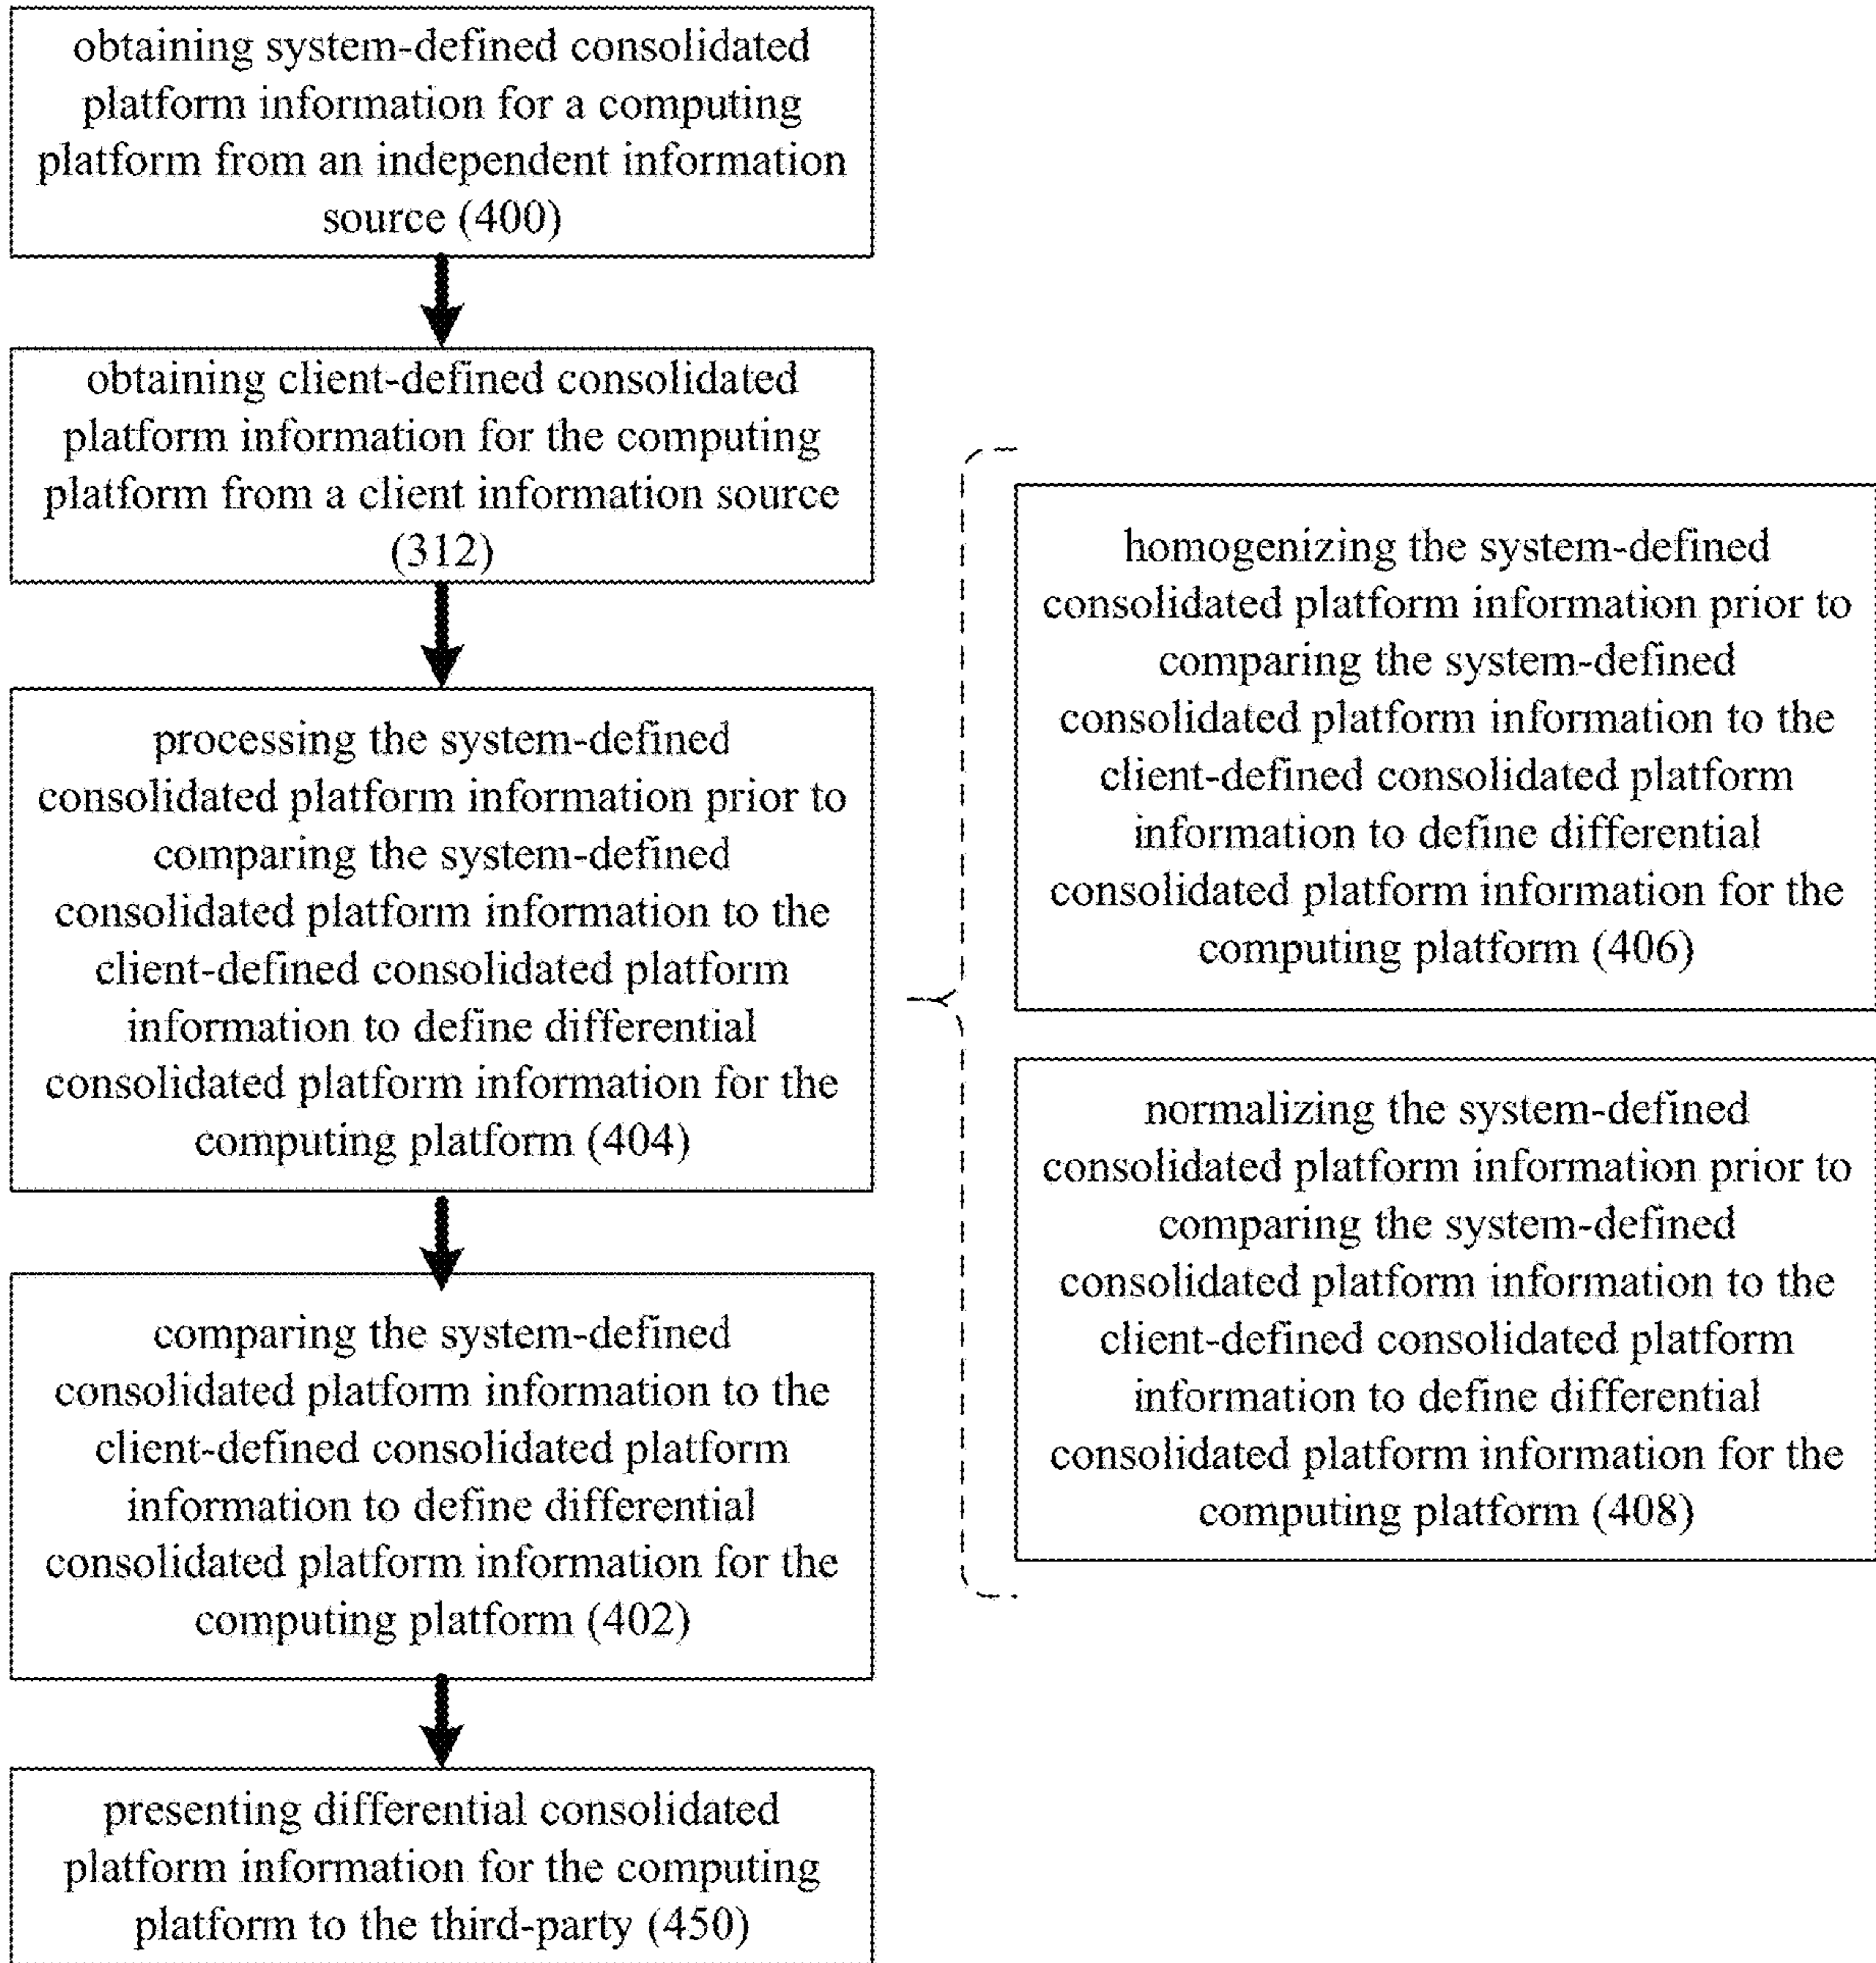 obtaining system-defined consolidated
platform information for a computing
platform from an independent information
source (400)
obtaining client-defined consolidated
platform information for the computing
platform from a client information source
(312)
processing the system-defined
consolidated platform information prior to
comparing the system-defined
consolidated platform information to the
client-defined consolidated platform
information to define differential
consolidated platform information for the
computing platform (404)
homogenizing the system-defined
consolidated platform information prior to
comparing the system-defined
consolidated platform information to the
client-defined consolidated platform
information to define differential
consolidated platform information for the
computing platform (406)
normalizing the system-defined
consolidated platform information prior to
comparing the system-defined
consolidated platform information to the
client-defined consolidated platform
information to define differential
consolidated platform information for the
computing platform (408)
comparing the system-defined
consolidated platform information to the
client-defined consolidated platform
information to define differential
consolidated platform information for the
computing platform (402)
presenting differential consolidated
platform information for the computing
platform to the third-party (450)